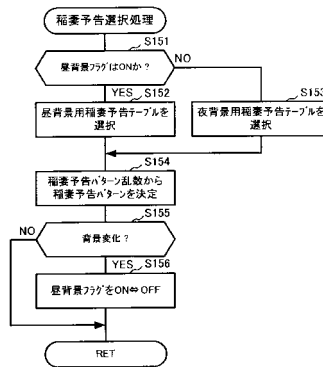 稲妻予告選択処理
S151
昼背景フラグはONか?
NO
YES
S152
S153
昼背景用稲妻予告テーブルを
選択
夜背景用稲妻予告テーブルを
選択
S154
稲妻予告パターン乱数から
稲妻予告パターンを決定
S155
NO
背景変化?
YES
S156
昼背景フラグをON⇔OFF
RET